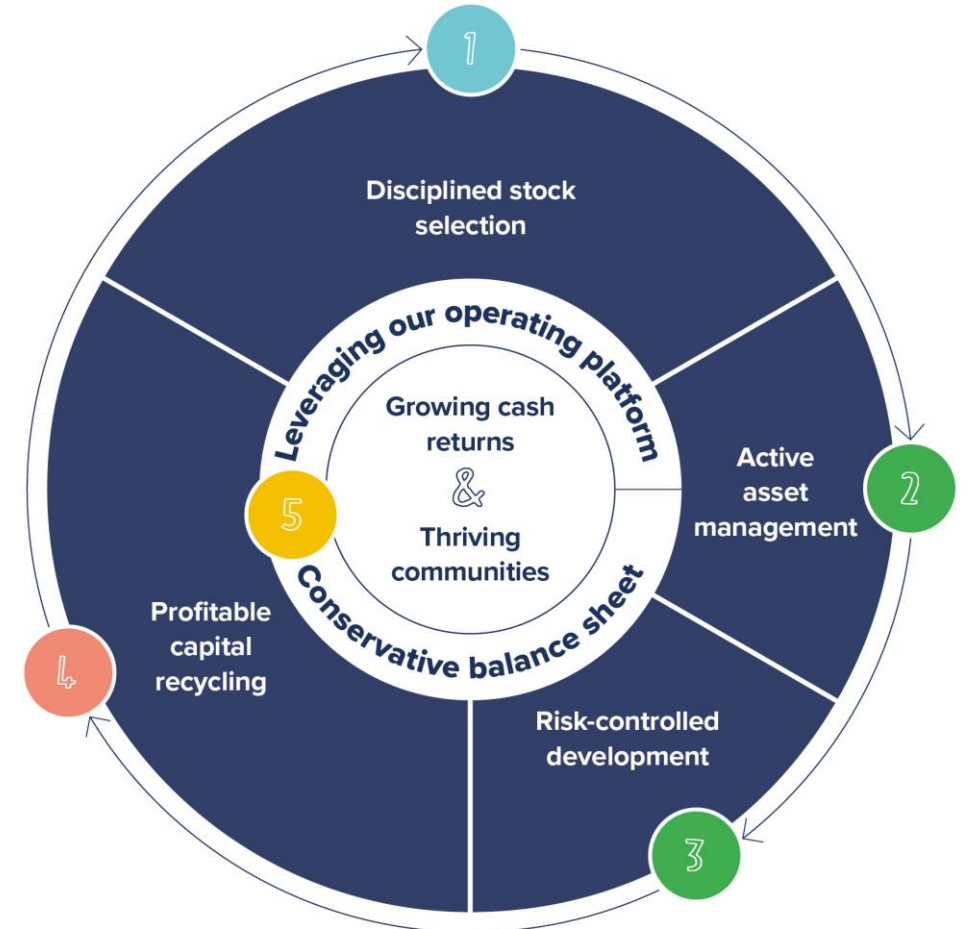 1
Disciplined stock
selection
Leveraging our operating platform
Growing cash
returns
&
Thriving
communities
Active
asset
management
2
5
Conservative balance sheet
Profitable
capital
recycling
4
Risk-controlled
development
3